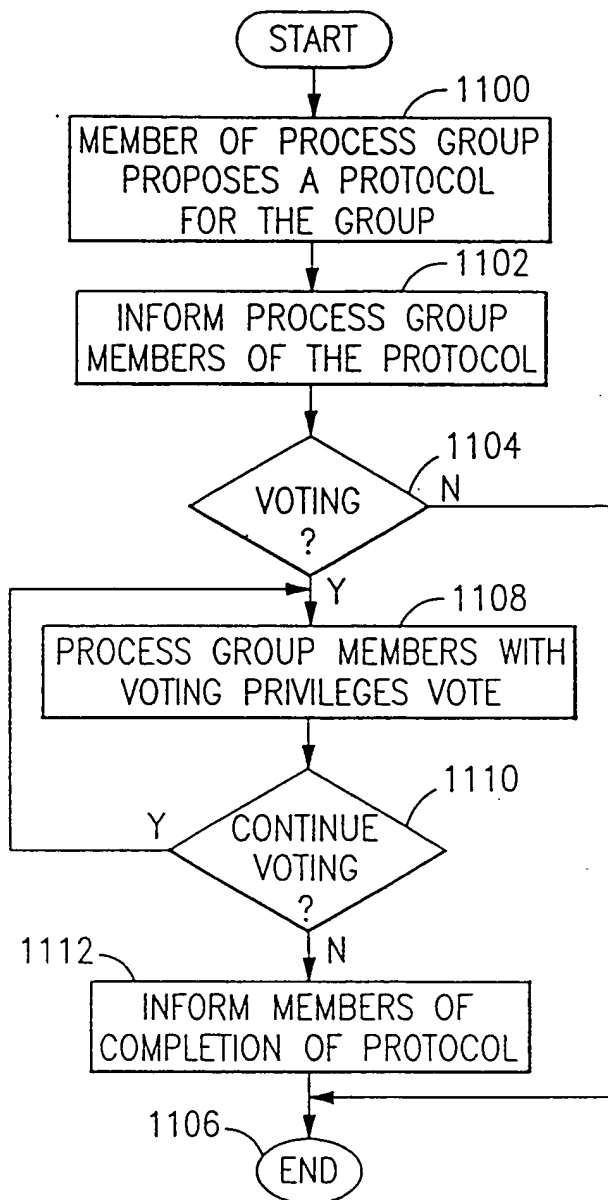 START
1100
MEMBER OF PROCESS GROUP
PROPOSES A PROTOCOL
FOR THE GROUP
1102
INFORM PROCESS GROUP
MEMBERS OF THE PROTOCOL
1104
VOTING
?
N
Y
1108
PROCESS GROUP MEMBERS WITH
VOTING PRIVILEGES VOTE
1110
CONTINUE
VOTING
?
Y
N
1112
INFORM MEMBERS OF
COMPLETION OF PROTOCOL
1106
END